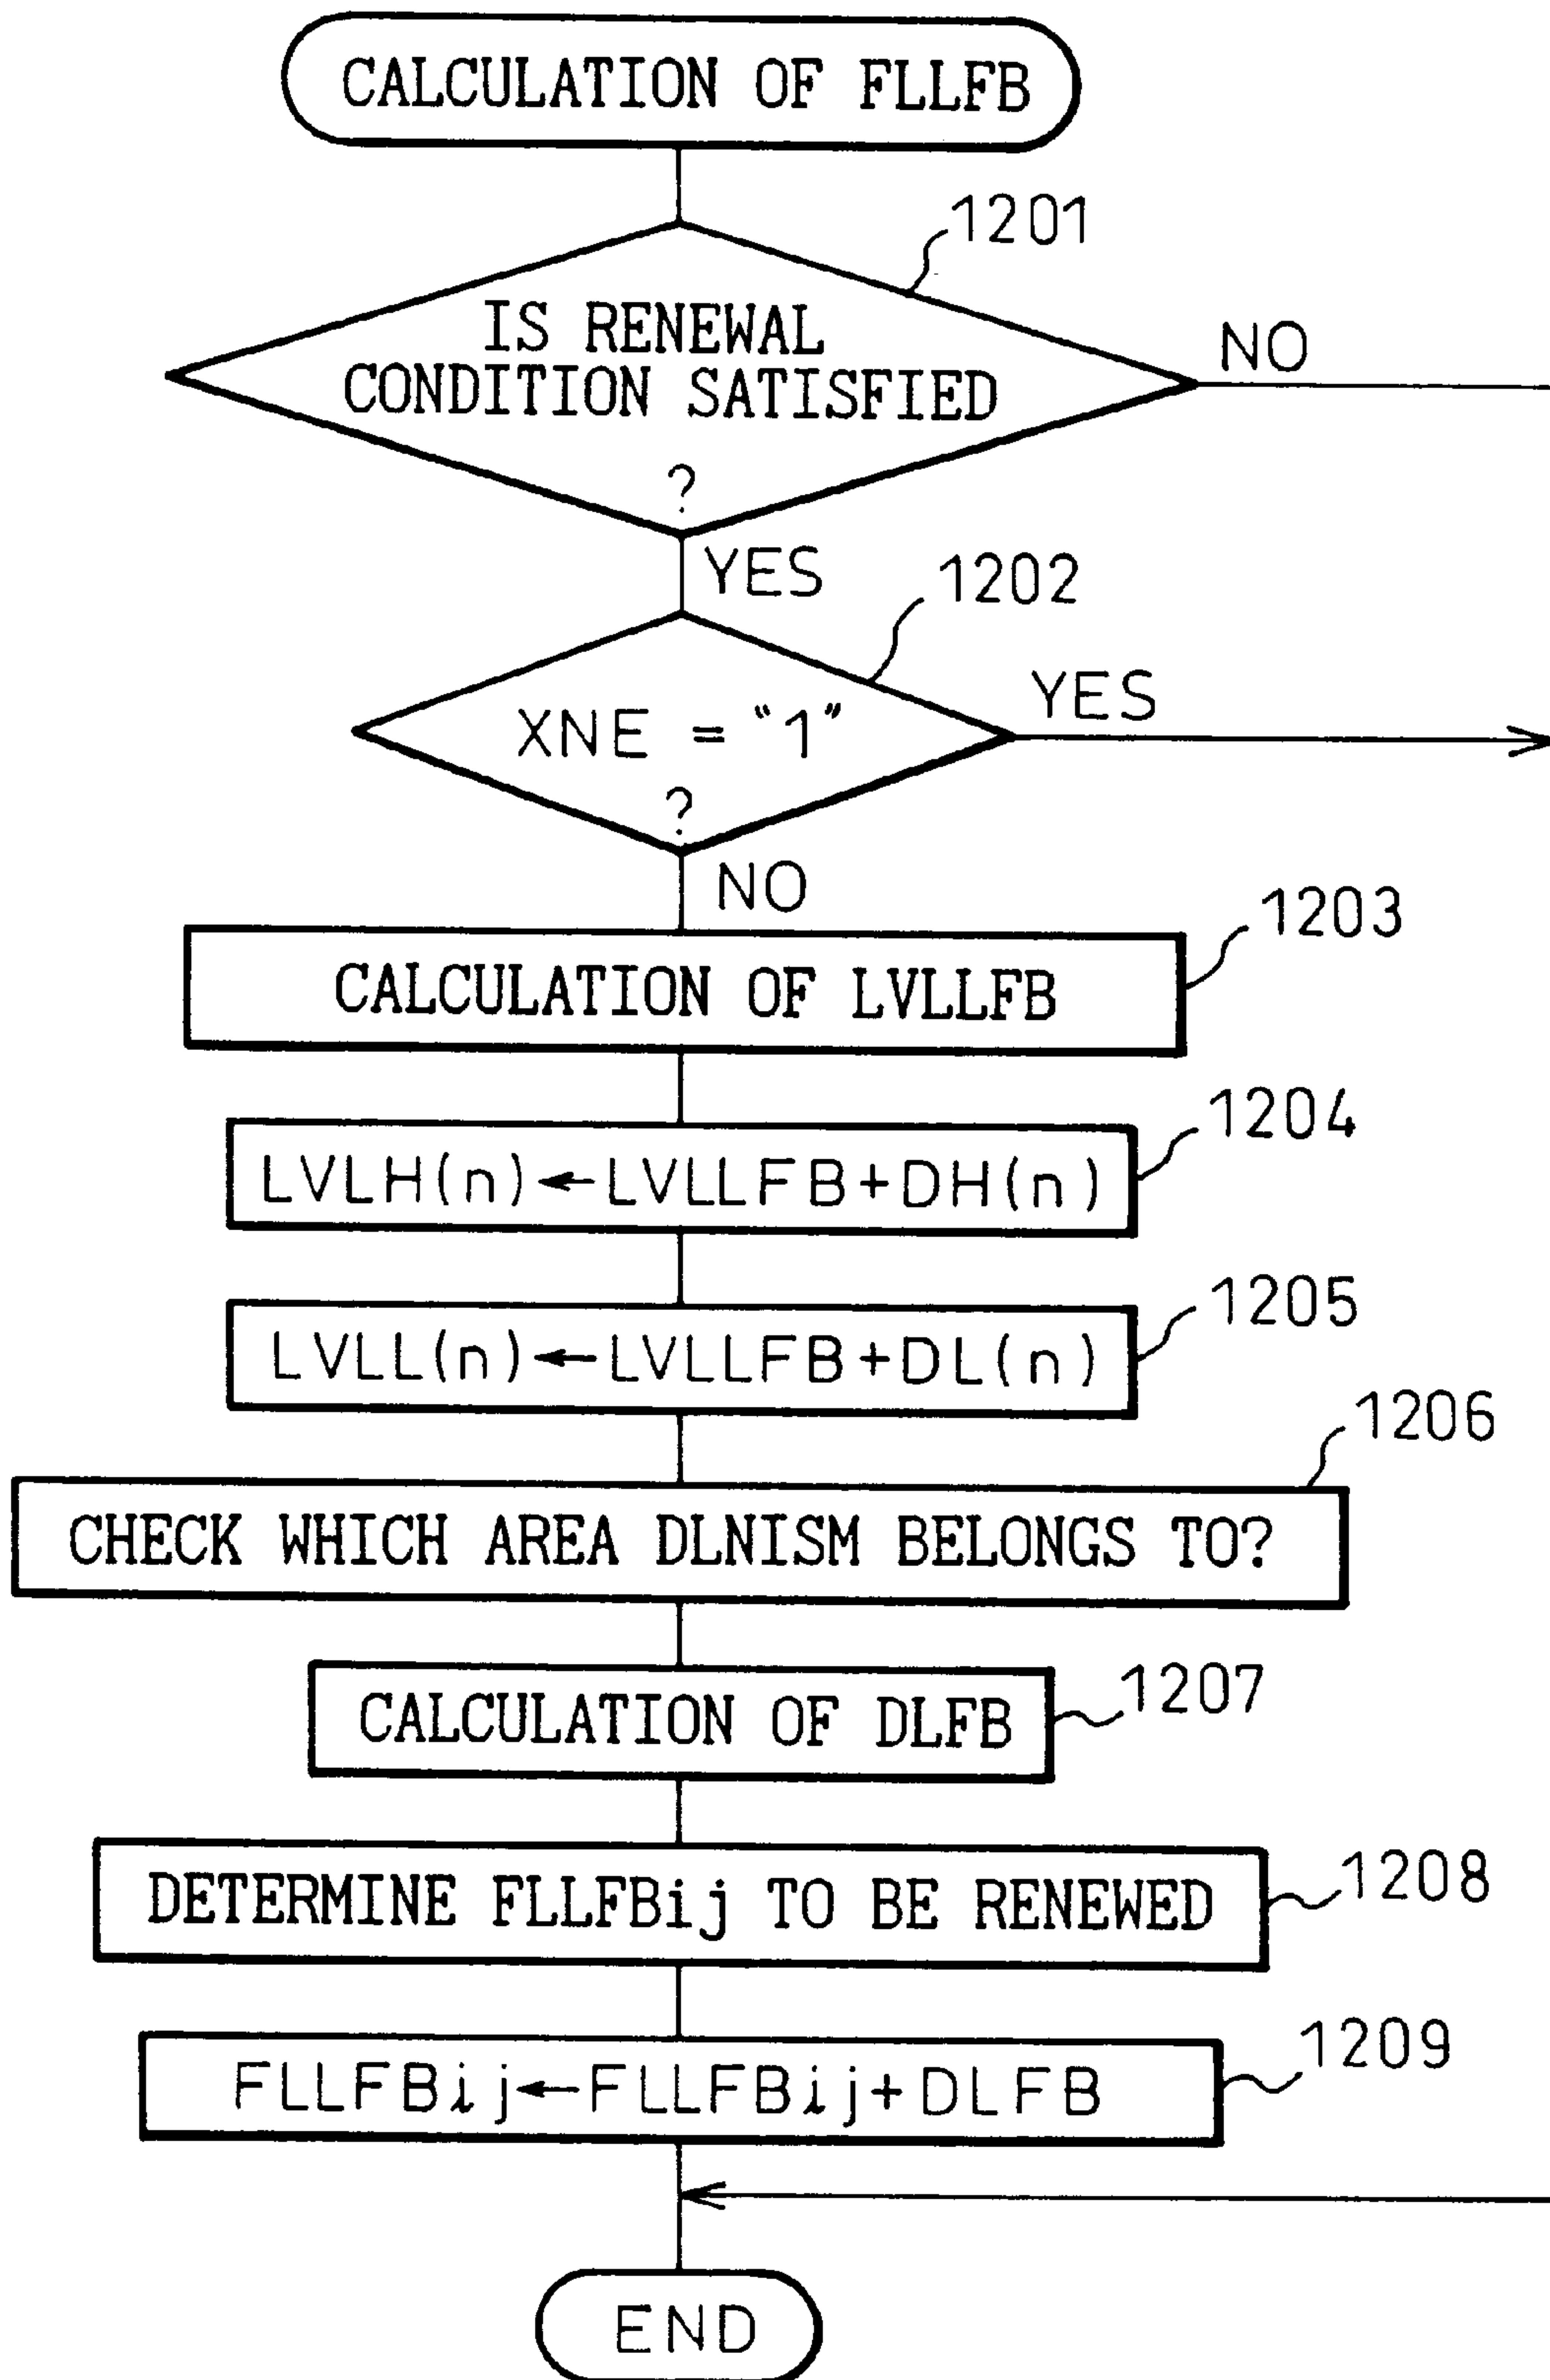 CALCULATION OF FLLFB
1201
IS RENEWAL
CONDITION SATISFIED
?
NO
YES
1202
XNE = “1”
?
YES
NO
1203
CALCULATION OF LVLLFB
1204
LVLH(n)←LVLLFB+DH(n)
1205
LVLL(n)←LVLLFB+DL(n)
1206
CHECK WHICH AREA DLNISM BELONGS TO?
1207
CALCULATION OF DLFB
1208
DETERMINE FLLFBij TO BE RENEWED
1209
FLLFBij←FLLFBij+DLFB
END